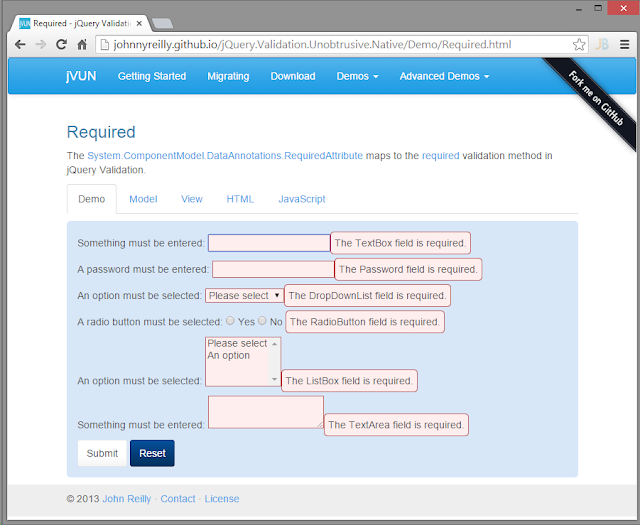 Required - jQuery Validat
johnnyreilly.github.io/jQuery.Validation.Unobtrusive.Native/Demo/Required.html
jVUN Getting Started Migrating Download Demos Advanced Demos
Fork me on GitHub
Required
The System.ComponentModel.DataAnnotations.RequiredAttribute maps to the required validation method in
jQuery Validation.
Demo Model View HTML JavaScript
Something must be entered: The TextBox field is required.
A password must be entered: The Password field is required.
An option must be selected: Please select The DropDownList field is required.
A radio button must be selected: Yes No The RadioButton field is required.
Please select
An option
An option must be selected: The ListBox field is required.
Something must be entered: The TextArea field is required.
Submit Reset
© 2013 John Reilly · Contact · License